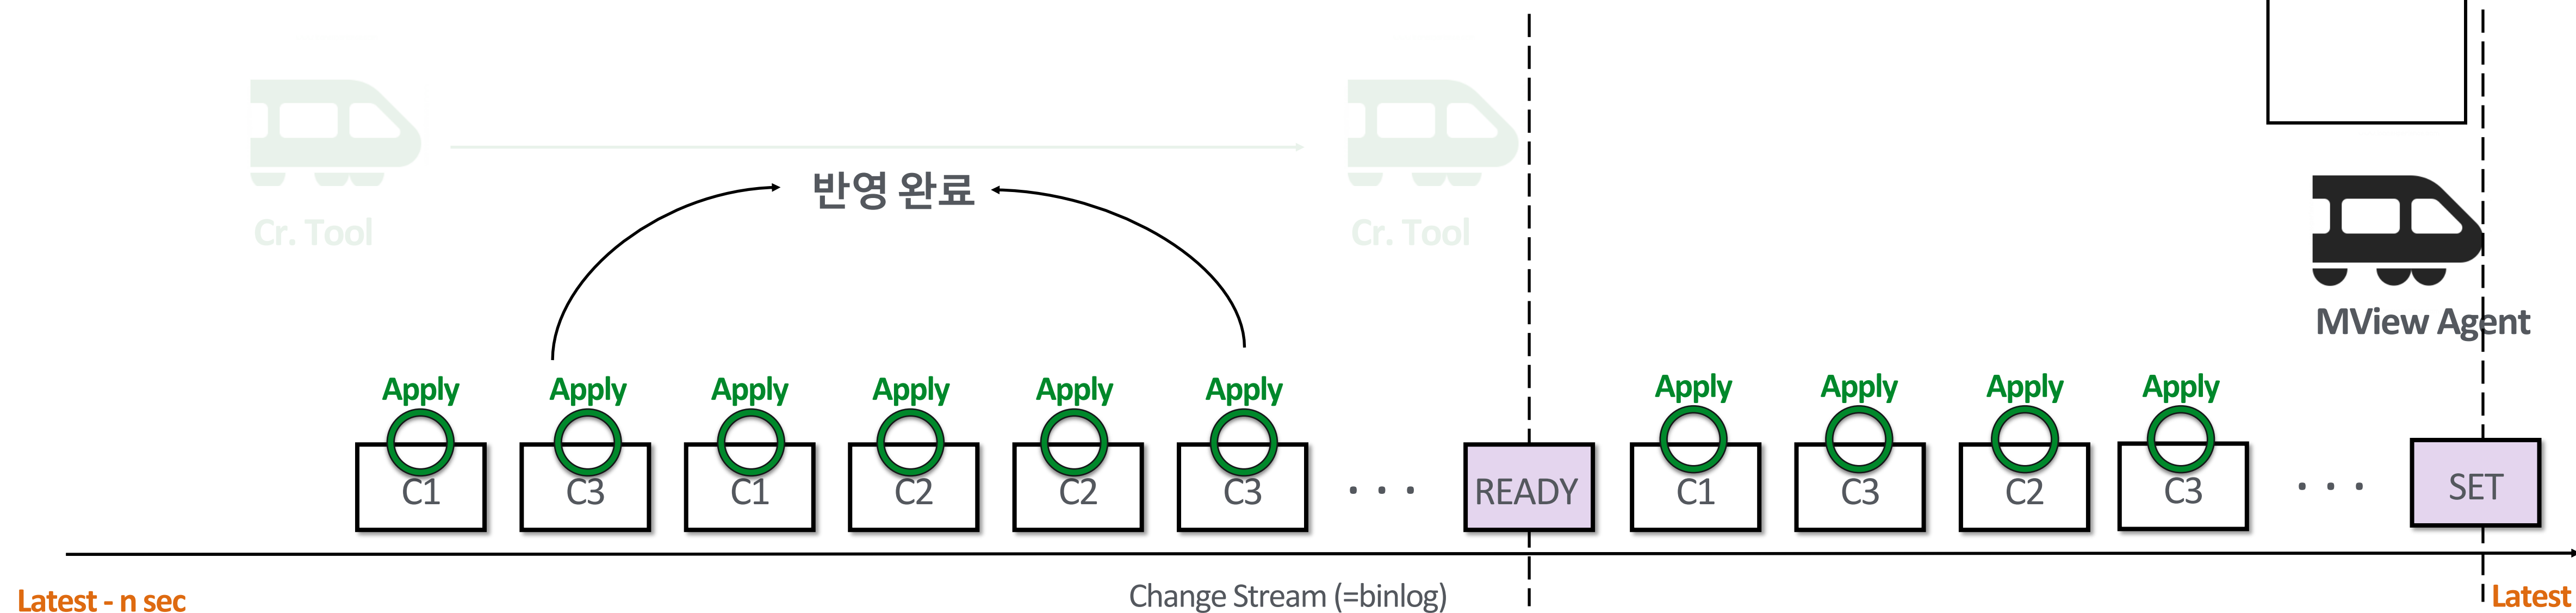 반영 완료
Cr. Tool
Cr. Tool
MView Agent
Apply
Apply
Apply
Apply
Apply
Apply
Apply
Apply
Apply
Apply
C1
C3
C1
C2
C2
C3
. . .
READY
C1
C3
C2
C3
. . .
SET
Latest - n sec
Change Stream (=binlog)
Latest